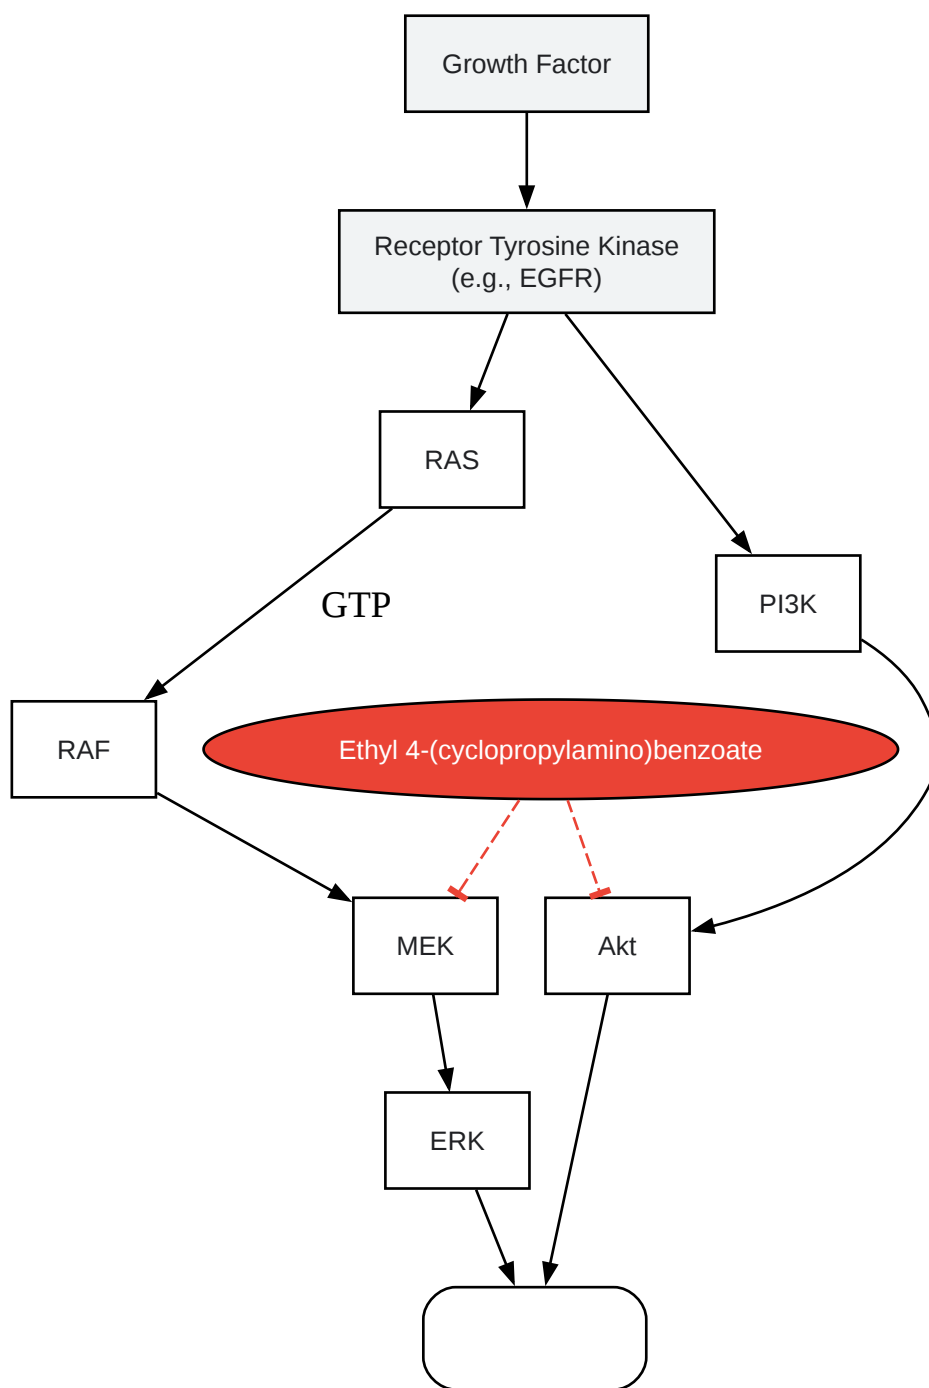 Growth Factor
Receptor Tyrosine Kinase
(e.g., EGFR)
RAS
GTP
PI3K
RAF
Ethyl 4-(cyclopropylamino)benzoate
MEK
Akt
ERK